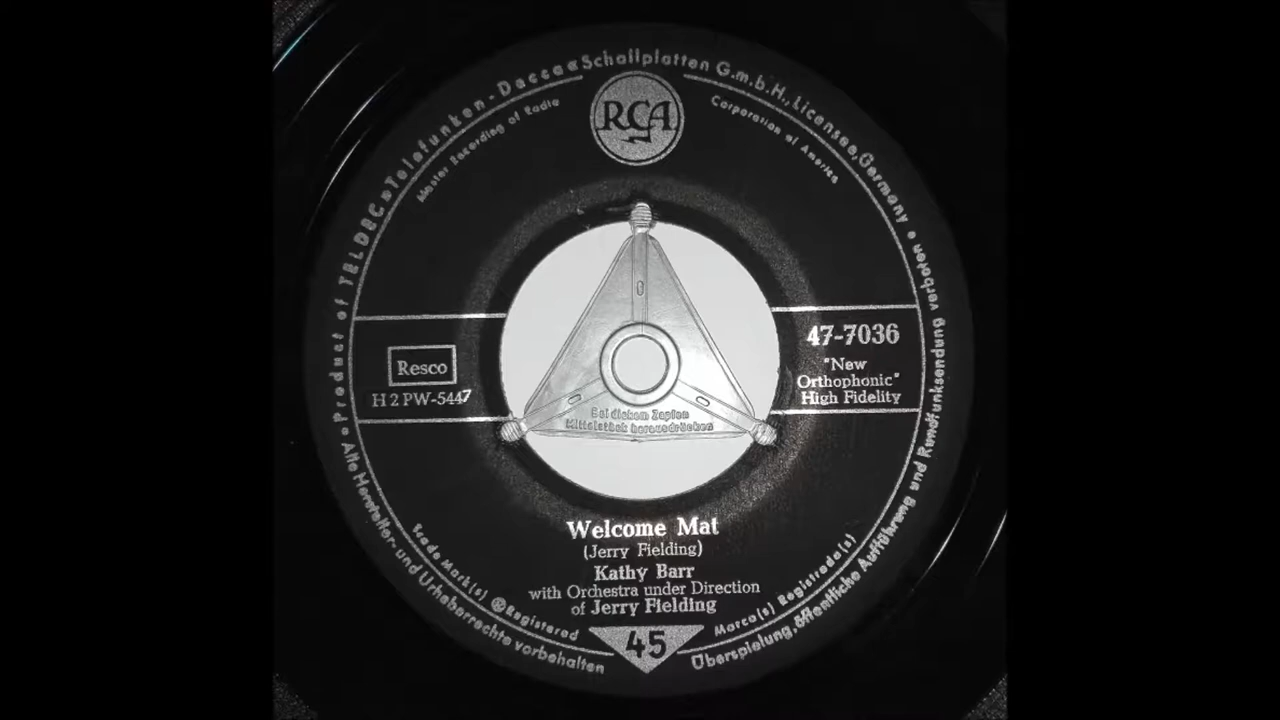 Product of TELDEC »Telefunken-Decca« Schallplatten G.m.b.H., Licensee, Germany
Master Recording of Radio
Corporation of America
RCA
47-7036
"New
Orthophonic"
High Fidelity
Resco
H 2 PW-5447
Bei dickem Zapfen
Mittelstück herausdrücken
Welcome Mat
(Jerry Fielding)
Kathy Barr
with Orchestra under Direction
of Jerry Fielding
Trade Mark(s) ®Registered
Marca(s) Registrada(s)
45
Alle Hersteller- und Urheberrechte vorbehalten
Überspielung, öffentliche Aufführung und Rundfunksendung verboten